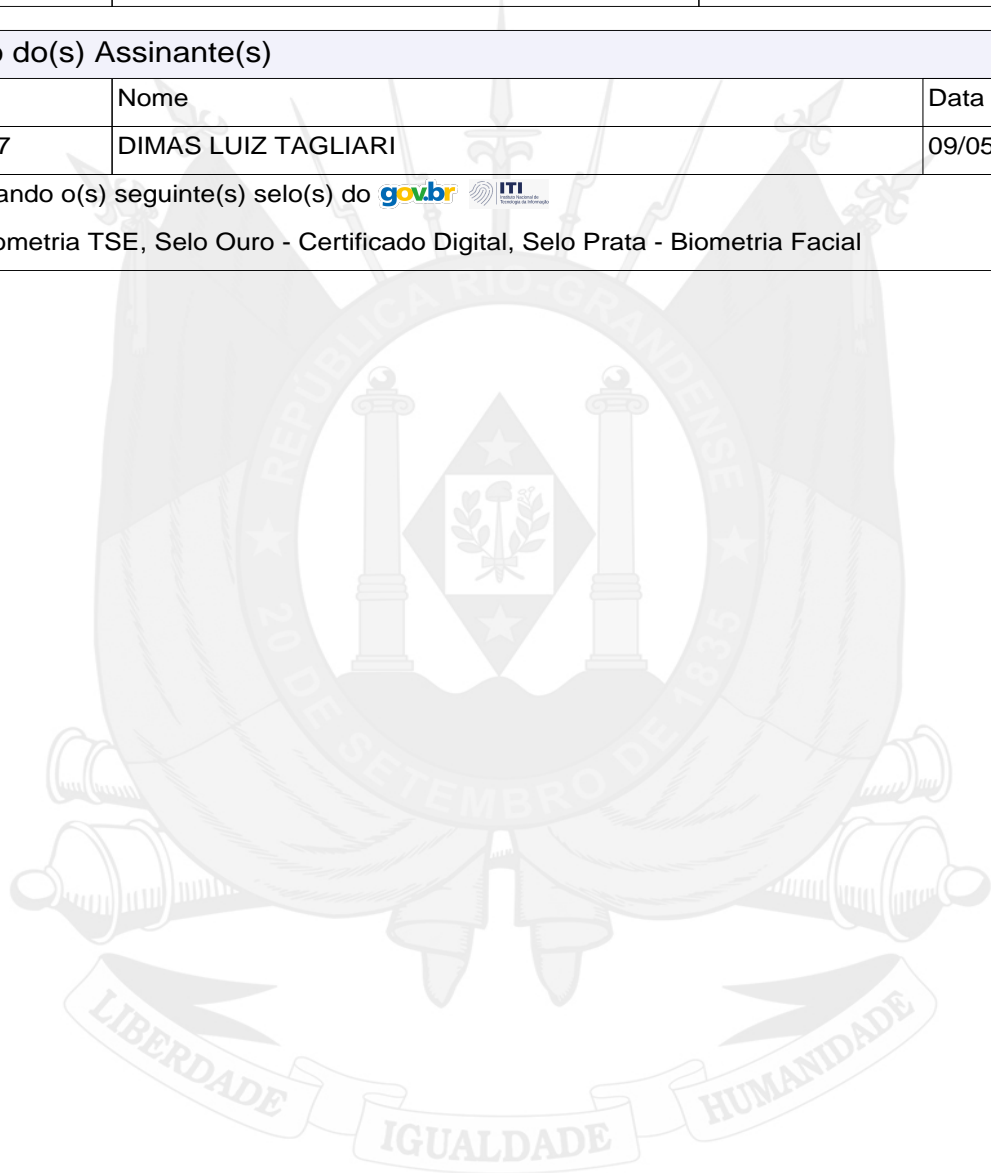 do(s) Assinante(s)
Nome Data
7 DIMAS LUIZ TAGLIARI 09/05
ando o(s) seguinte(s) selo(s) do gov.br ITI
ometria TSE, Selo Ouro - Certificado Digital, Selo Prata - Biometria Facial
REPÚBLICA RIO-GRANDENSE
20 DE SETEMBRO DE 1835
LIBERDADE IGUALDADE HUMANIDADE